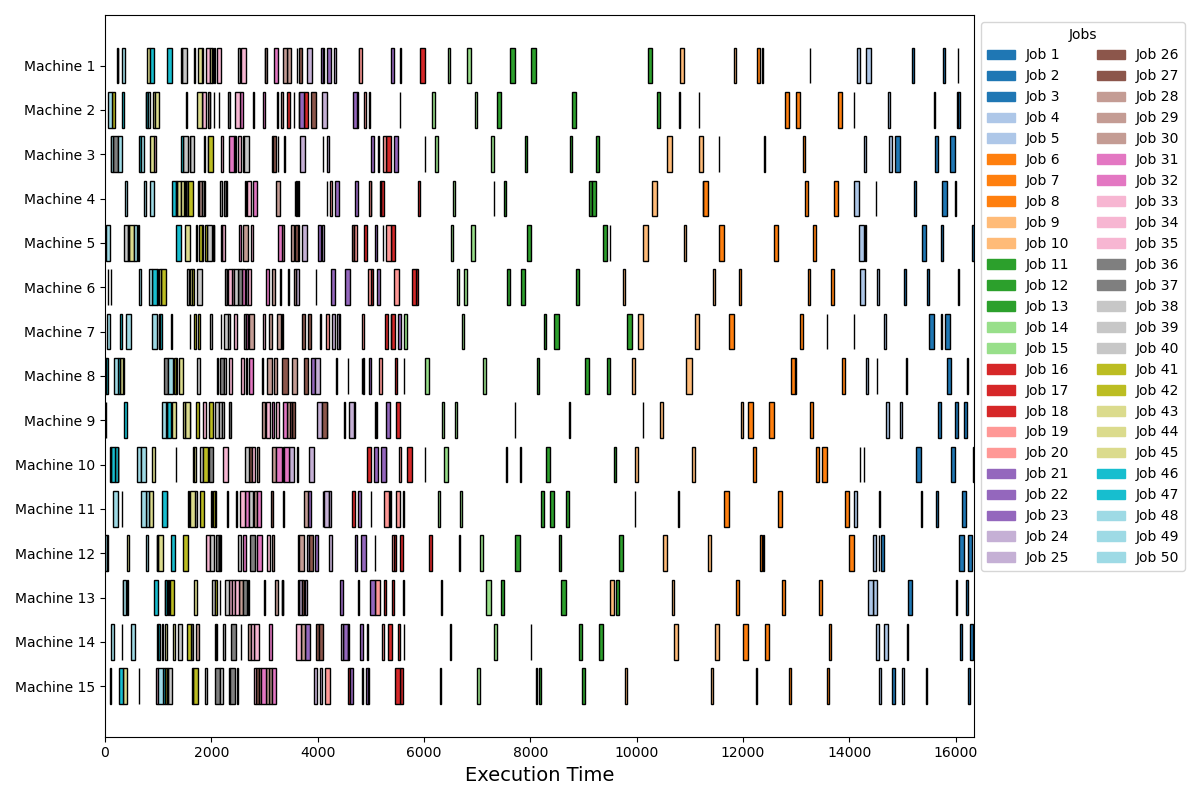 Machine 1
Machine 2
Machine 3
Machine 4
Machine 5
Machine 6
Machine 7
Machine 8
Machine 9
Machine 10
Machine 11
Machine 12
Machine 13
Machine 14
Machine 15
0 2000 4000 6000 8000 10000 12000 14000 16000
Execution Time
Jobs
Job 1 Job 26
Job 2 Job 27
Job 3 Job 28
Job 4 Job 29
Job 5 Job 30
Job 6 Job 31
Job 7 Job 32
Job 8 Job 33
Job 9 Job 34
Job 10 Job 35
Job 11 Job 36
Job 12 Job 37
Job 13 Job 38
Job 14 Job 39
Job 15 Job 40
Job 16 Job 41
Job 17 Job 42
Job 18 Job 43
Job 19 Job 44
Job 20 Job 45
Job 21 Job 46
Job 22 Job 47
Job 23 Job 48
Job 24 Job 49
Job 25 Job 50